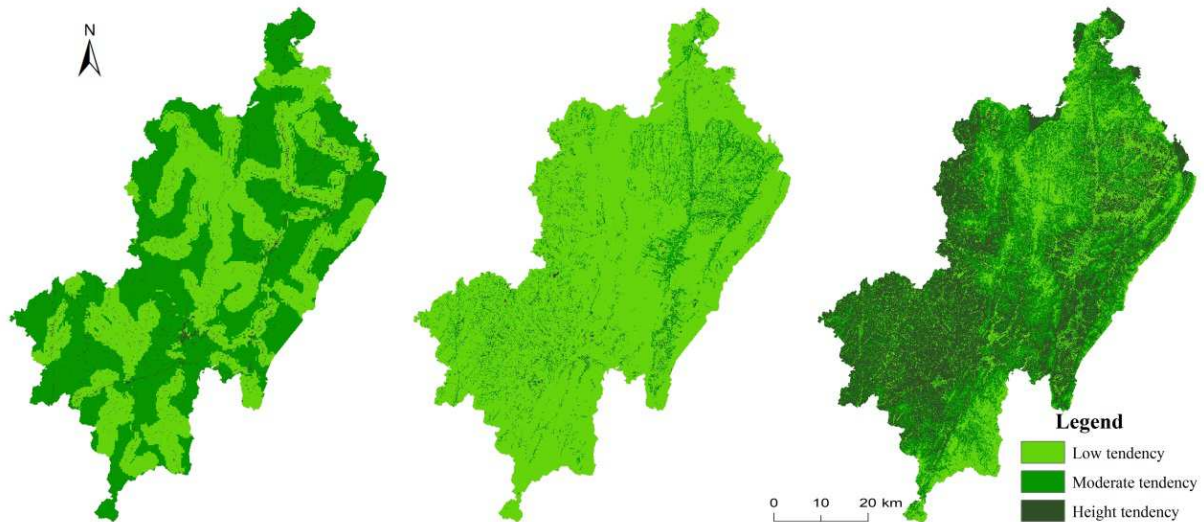 N
Legend
Low tendency
Moderate tendency
Height tendency
0 10 20 km